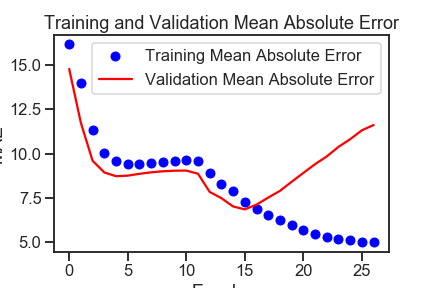 Training and Validation Mean Absolute Error
Training Mean Absolute Error
Validation Mean Absolute Error
15.0
12.5
10.0
7.5
5.0
0 5 10 15 20 25